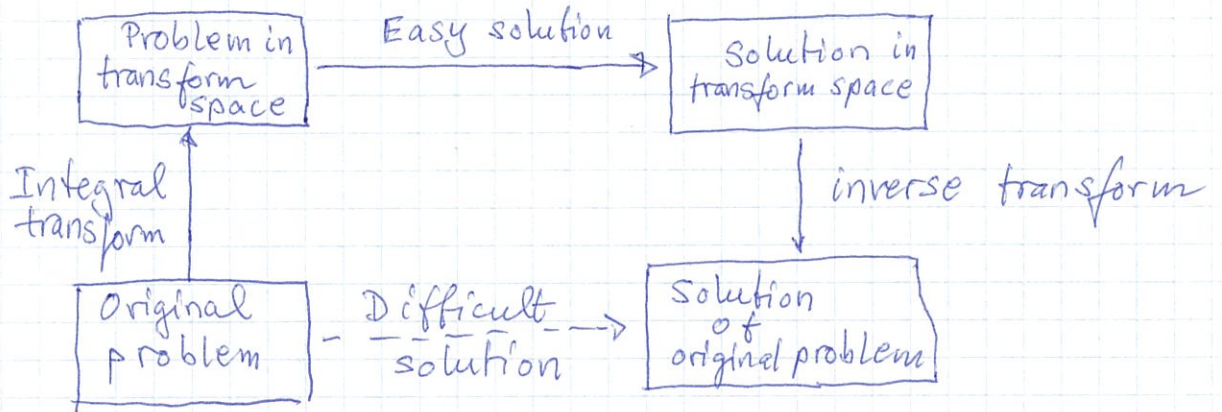 Problem in
transform
space
Easy solution
Solution in
transform space
Integral
transform
inverse transform
Original
problem
Difficult
solution
Solution
of
original problem